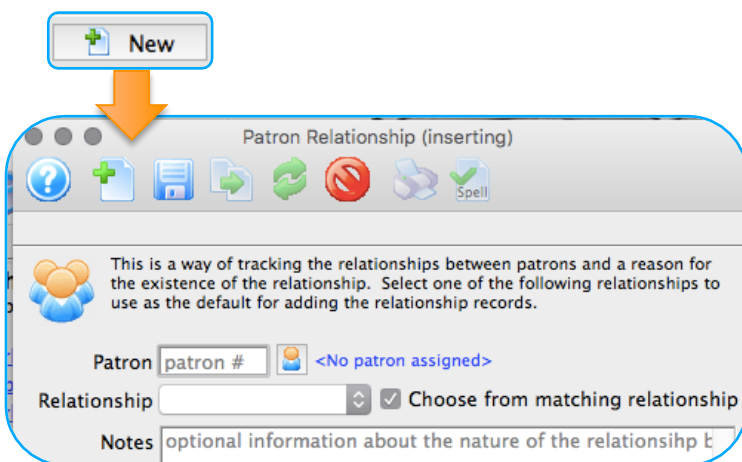 New
Patron Relationship (inserting)
Spell
This is a way of tracking the relationships between patrons and a reason for
the existence of the relationship. Select one of the following relationships to
use as the default for adding the relationship records.
Patron patron # <No patron assigned>
Relationship Choose from matching relationship
Notes optional information about the nature of the relationsihp